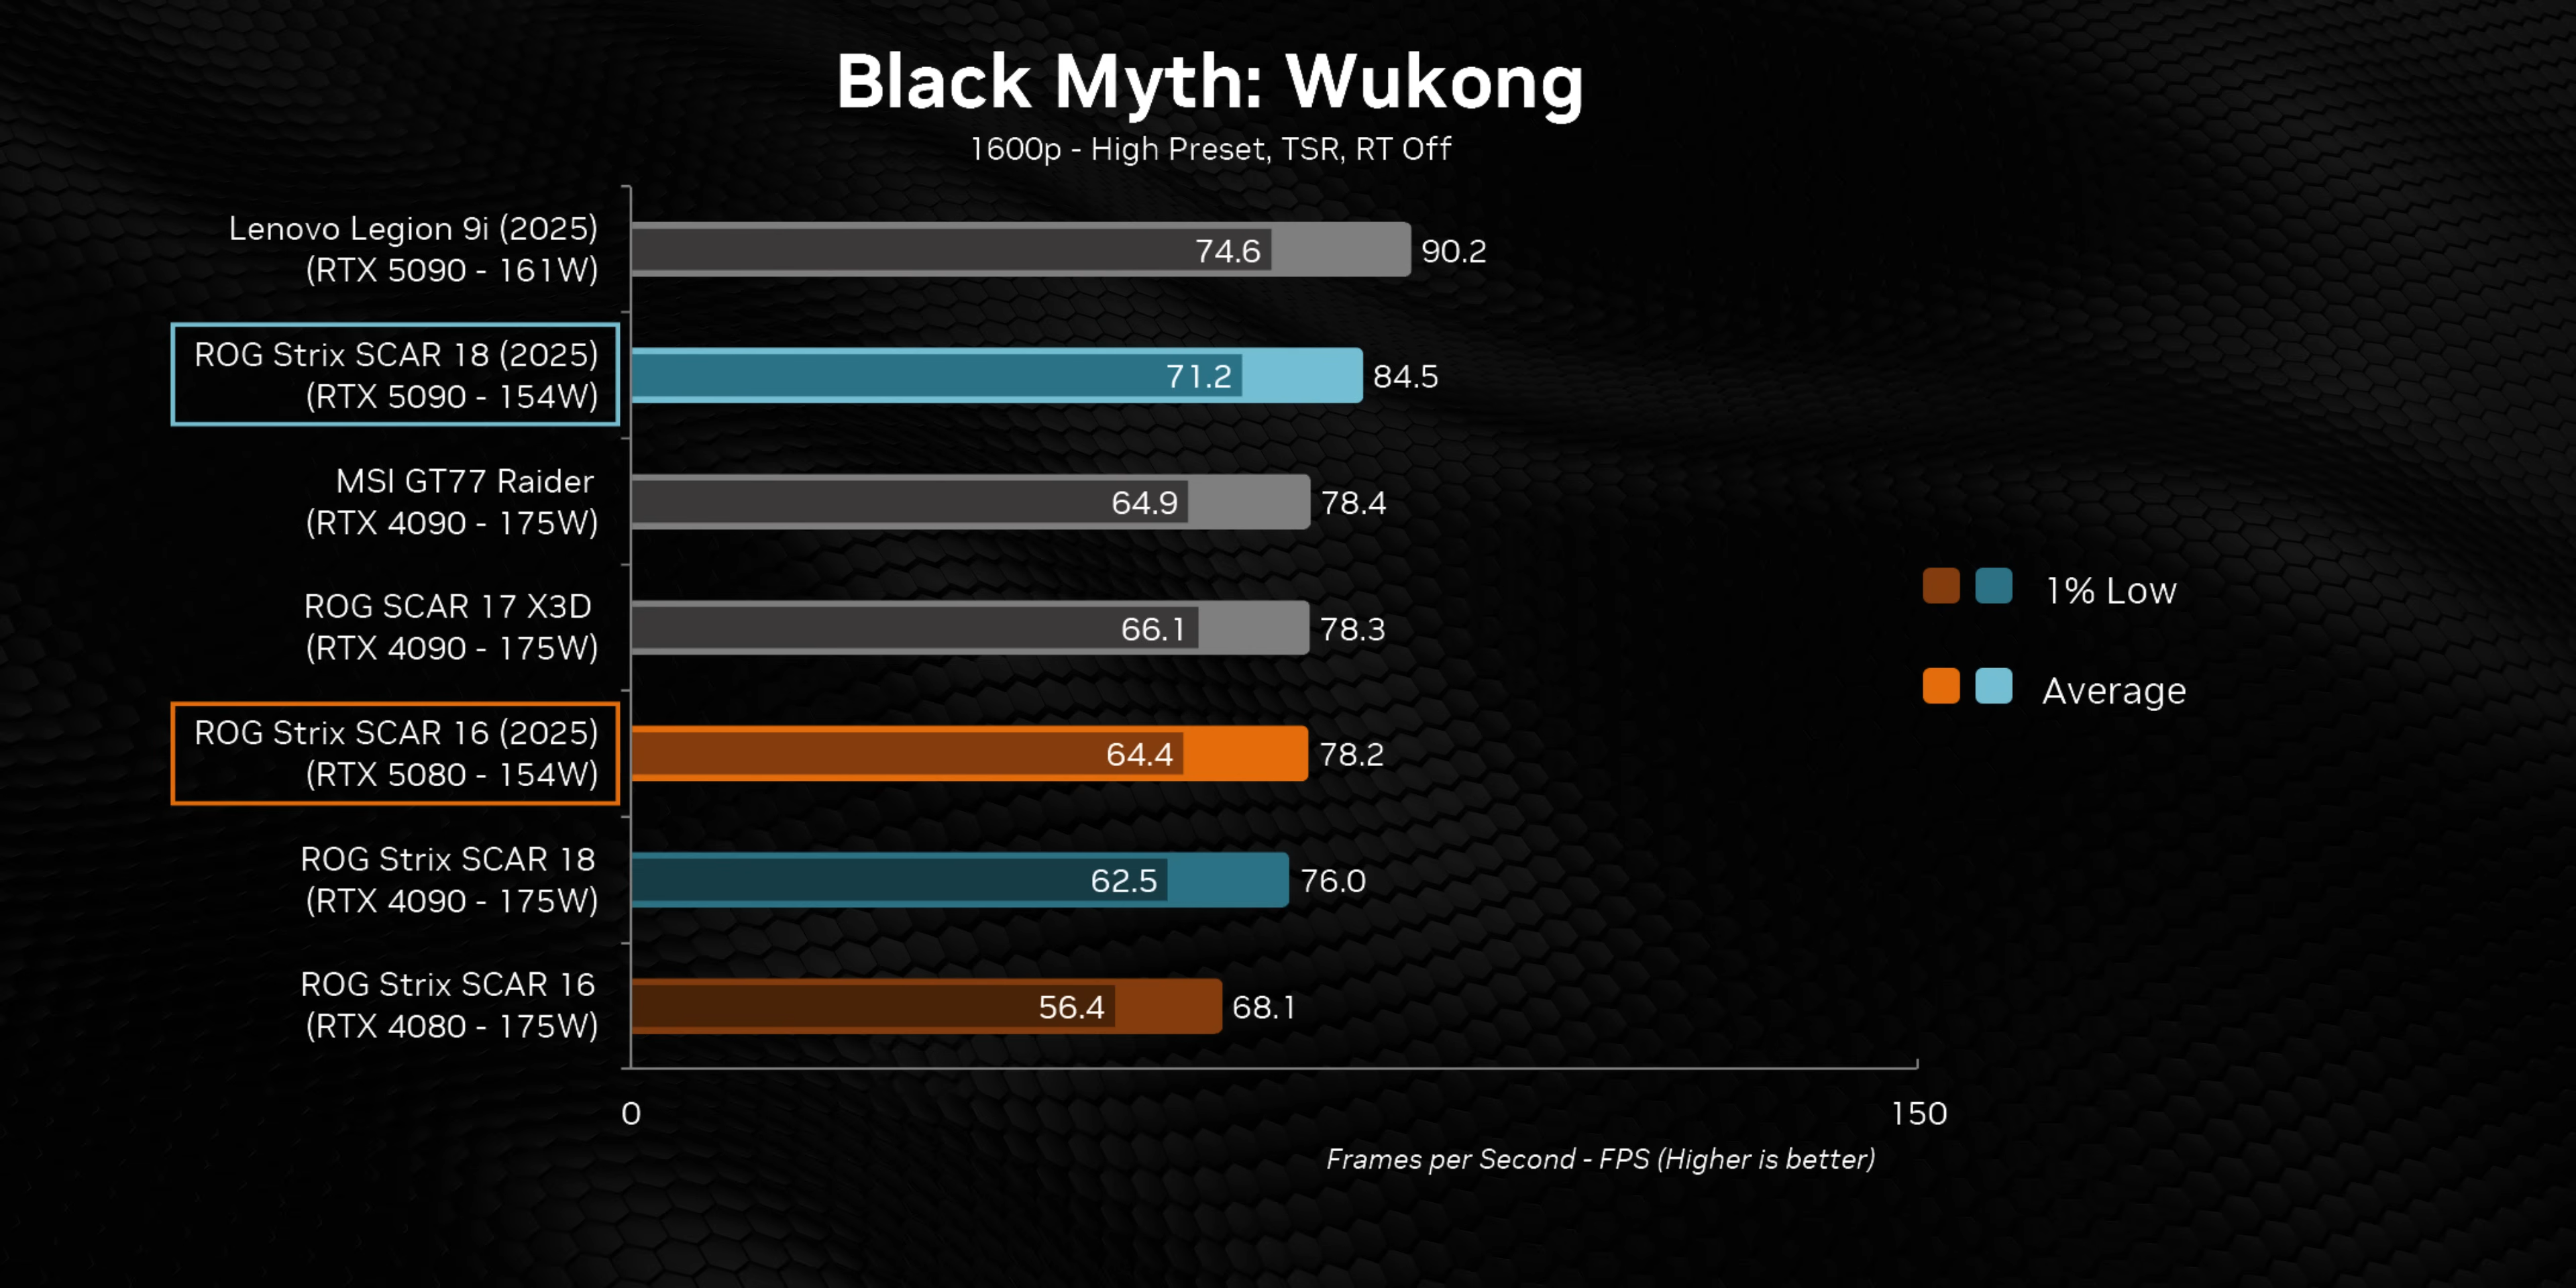 Black Myth: Wukong
1600p - High Preset, TSR, RT Off
Lenovo Legion 9i (2025)
(RTX 5090 - 161W)
74.6
90.2
ROG Strix SCAR 18 (2025)
(RTX 5090 - 154W)
71.2
84.5
MSI GT77 Raider
(RTX 4090 - 175W)
64.9
78.4
ROG SCAR 17 X3D
(RTX 4090 - 175W)
66.1
78.3
ROG Strix SCAR 16 (2025)
(RTX 5080 - 154W)
64.4
78.2
ROG Strix SCAR 18
(RTX 4090 - 175W)
62.5
76.0
ROG Strix SCAR 16
(RTX 4080 - 175W)
56.4
68.1
1% Low
Average
0
150
Frames per Second - FPS (Higher is better)